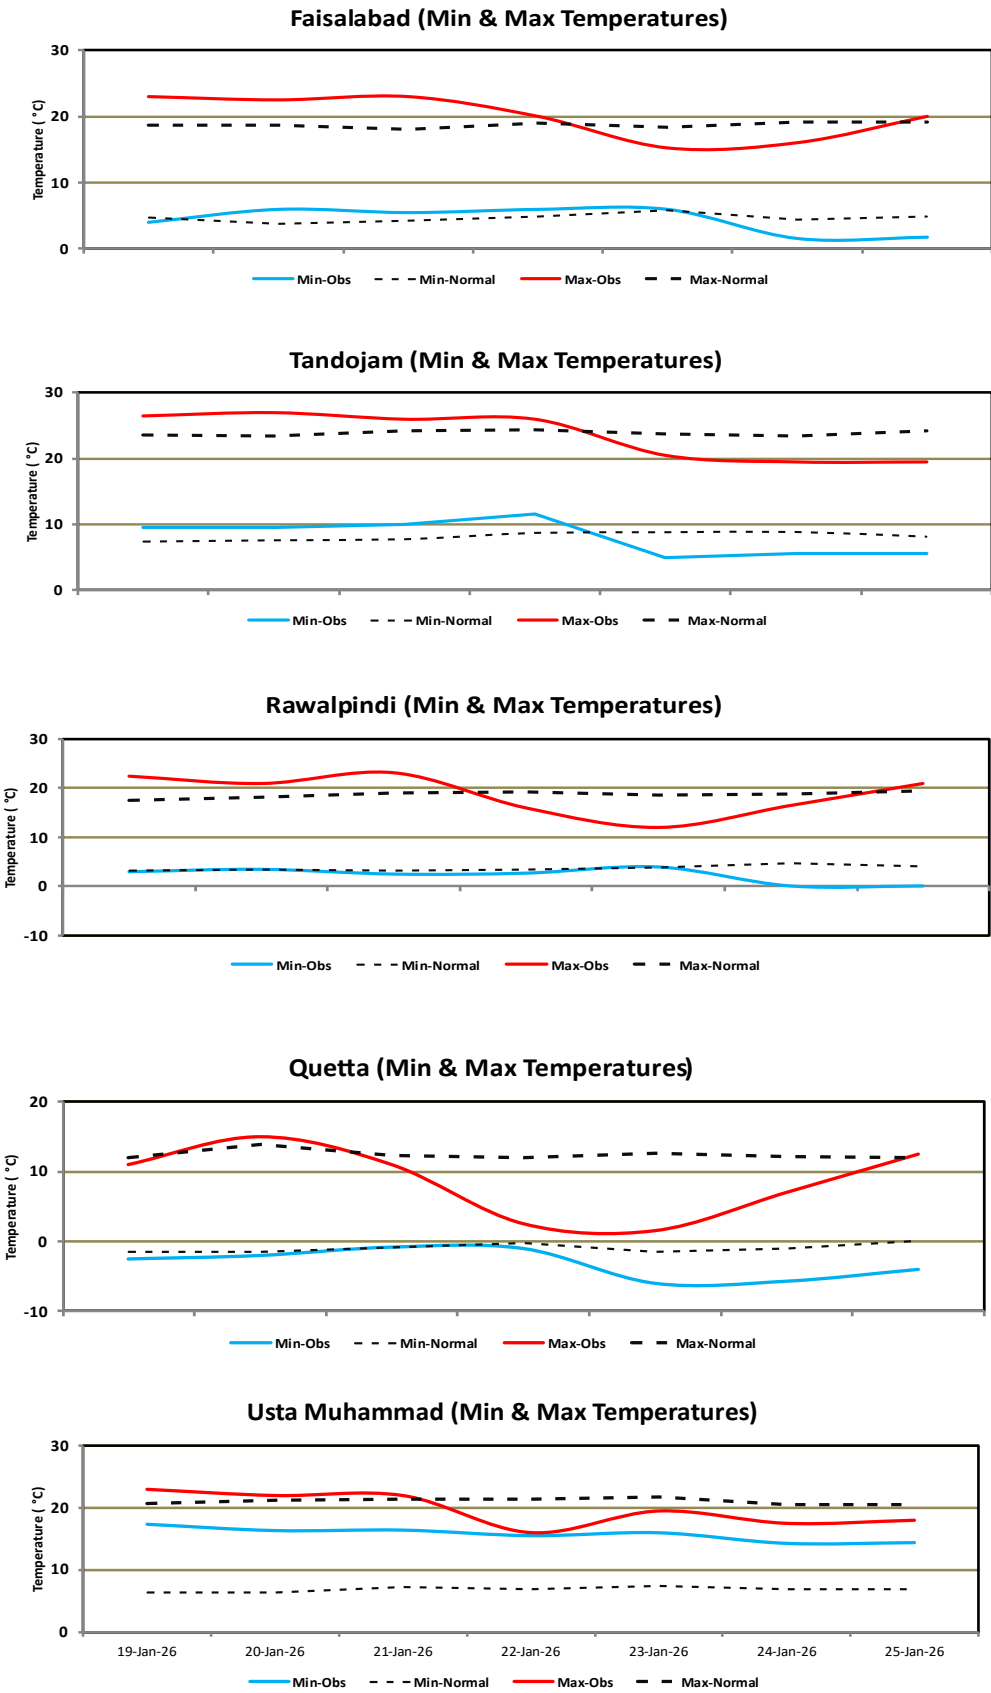 Faisalabad (Min & Max Temperatures)
30
20
10
0
Temperature ( °C)
Min-Obs Min-Normal Max-Obs Max-Normal
Tandojam (Min & Max Temperatures)
30
20
10
0
Temperature ( °C)
Min-Obs Min-Normal Max-Obs Max-Normal
Rawalpindi (Min & Max Temperatures)
30
20
10
0
-10
Temperature ( °C)
Min-Obs Min-Normal Max-Obs Max-Normal
Quetta (Min & Max Temperatures)
20
10
0
-10
Temperature ( °C)
Min-Obs Min-Normal Max-Obs Max-Normal
Usta Muhammad (Min & Max Temperatures)
30
20
10
0
Temperature ( °C)
19-Jan-26 20-Jan-26 21-Jan-26 22-Jan-26 23-Jan-26 24-Jan-26 25-Jan-26
Min-Obs Min-Normal Max-Obs Max-Normal